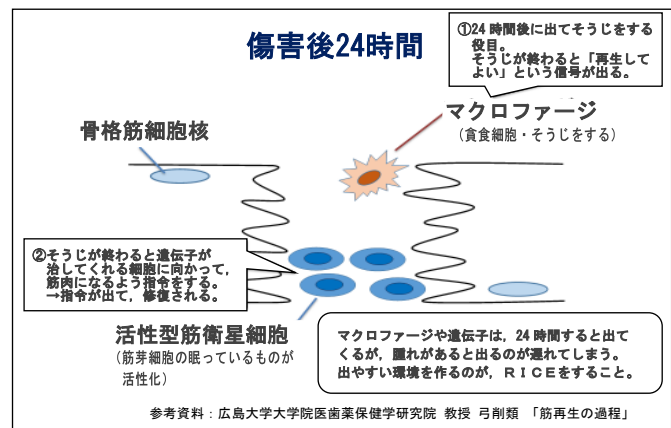 傷害後24時間
①24時間後に出てそうじをする
役目。
そうじが終わると「再生して
よい」という信号が出る。
マクロファージ
(貪食細胞・そうじをする)
骨格筋細胞核
②そうじが終わると遺伝子が
治してくれる細胞に向かって,
筋肉になるよう指令をする。
→指令が出て,修復される。
活性型筋衛星細胞
(筋芽細胞の眠っているものが
活性化)
マクロファージや遺伝子は,24時間すると出て
くるが,腫れがあると出るのが遅れてしまう。
出やすい環境を作るのが,RICEをすること。
参考資料:広島大学大学院医歯薬保健学研究院 教授 弓削類 「筋再生の過程」